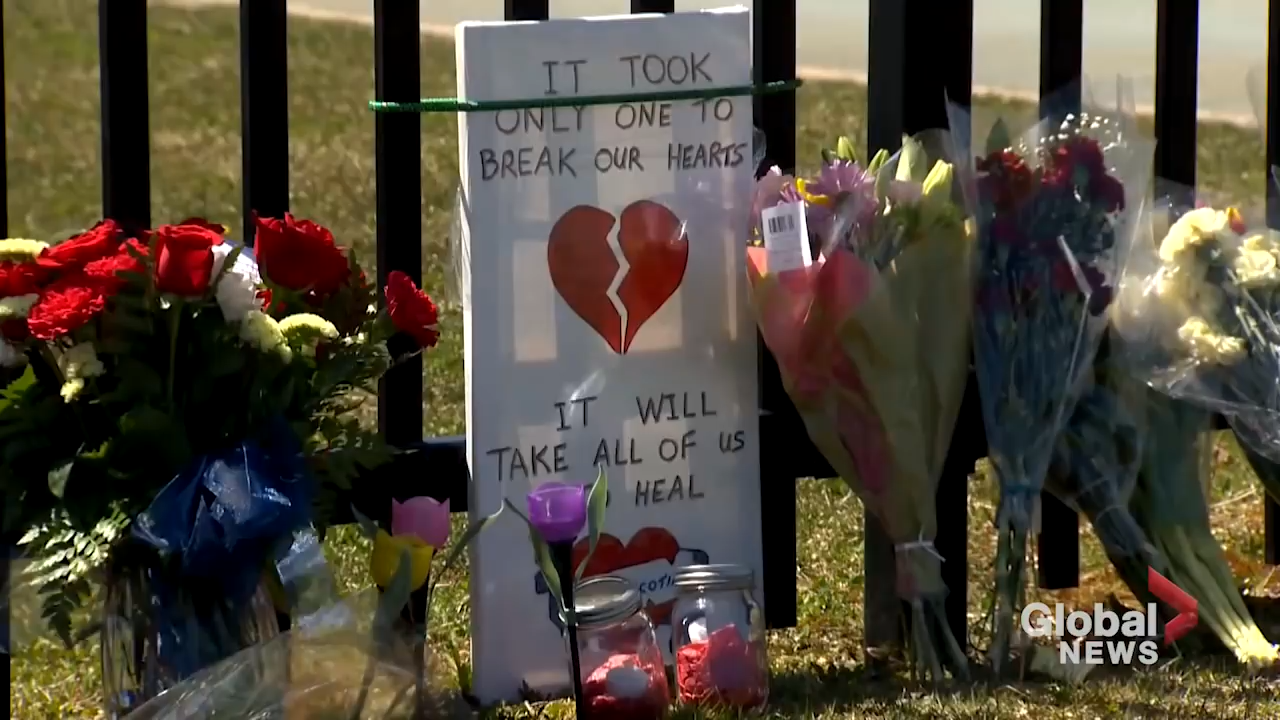 IT TOOK
ONLY ONE TO
BREAK OUR HEARTS
IT WILL
TAKE ALL OF US
HEAL
Global
NEWS